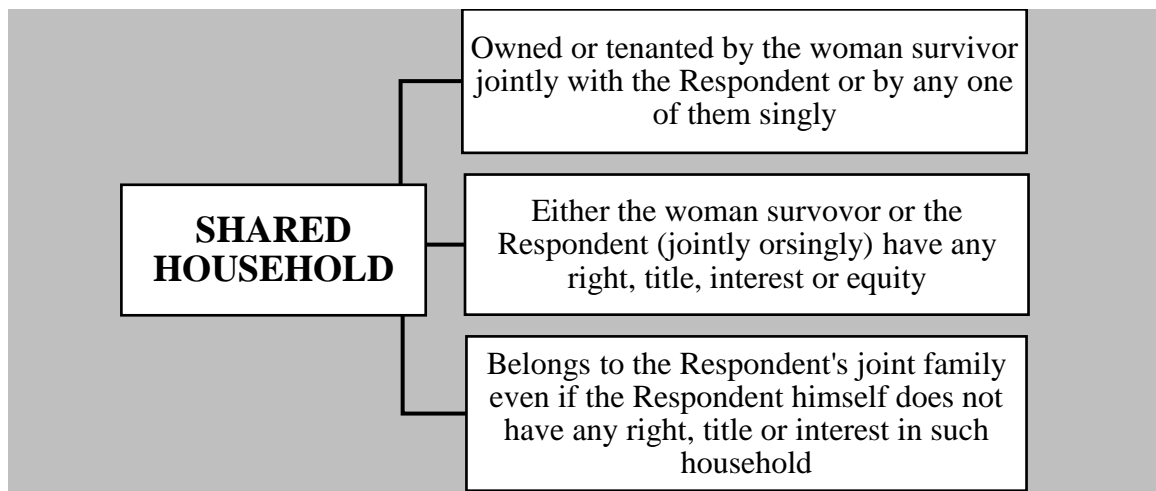 Owned or tenanted by the woman survivor
jointly with the Respondent or by any one
of them singly
SHARED
HOUSEHOLD
Either the woman survovor or the
Respondent (jointly orsingly) have any
right, title, interest or equity
Belongs to the Respondent's joint family
even if the Respondent himself does not
have any right, title or interest in such
household